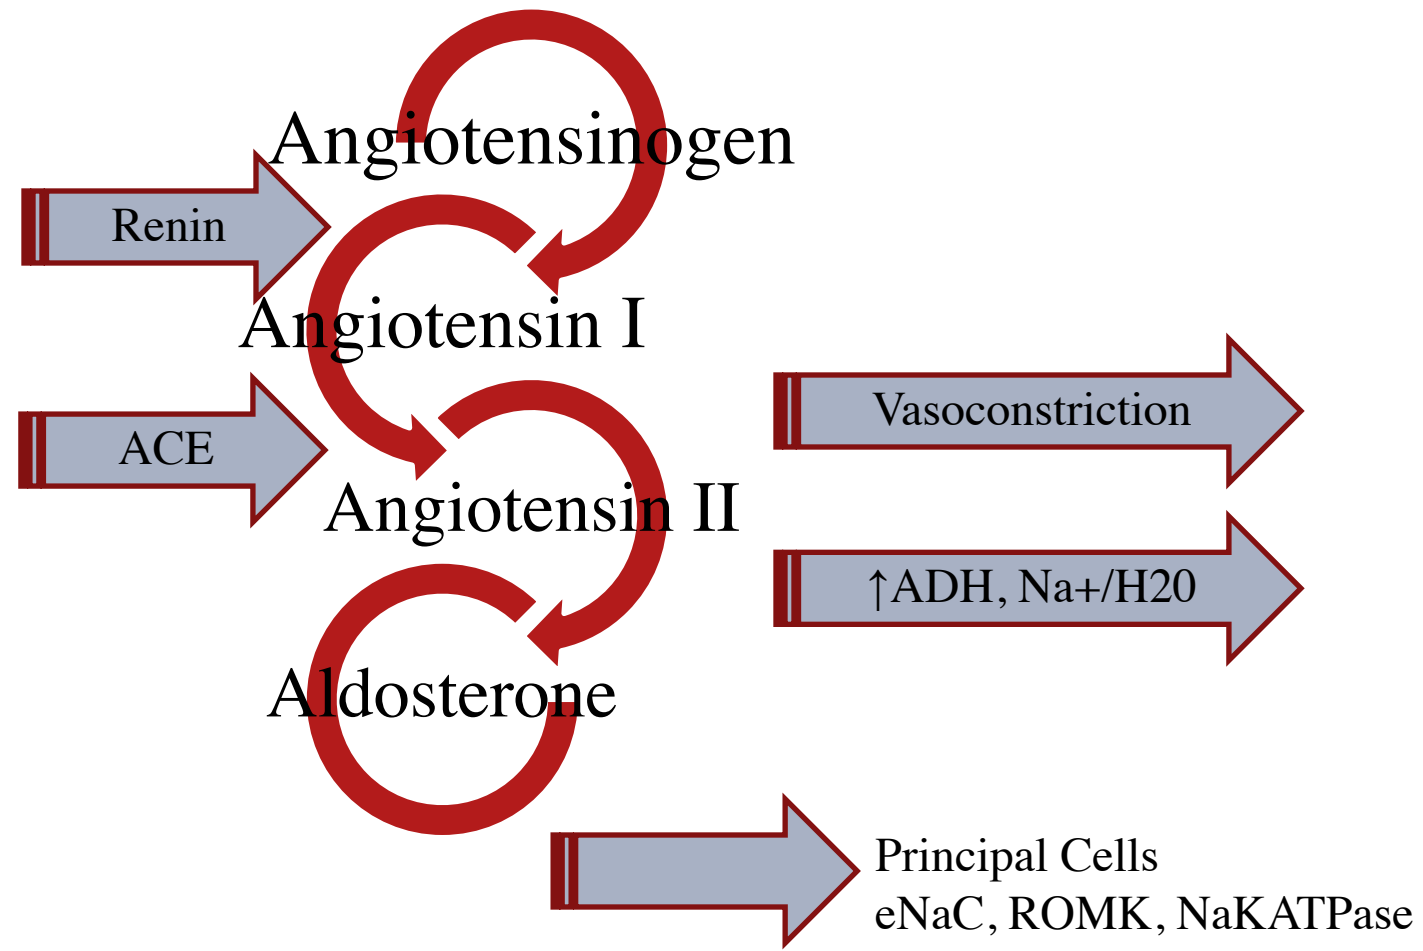 Angiotensinogen
Renin
Angiotensin I
Vasoconstriction
ACE
Angiotensin II
↑ADH, Na+/H20
Aldosterone
Principal Cells
eNaC, ROMK, NaKATPase